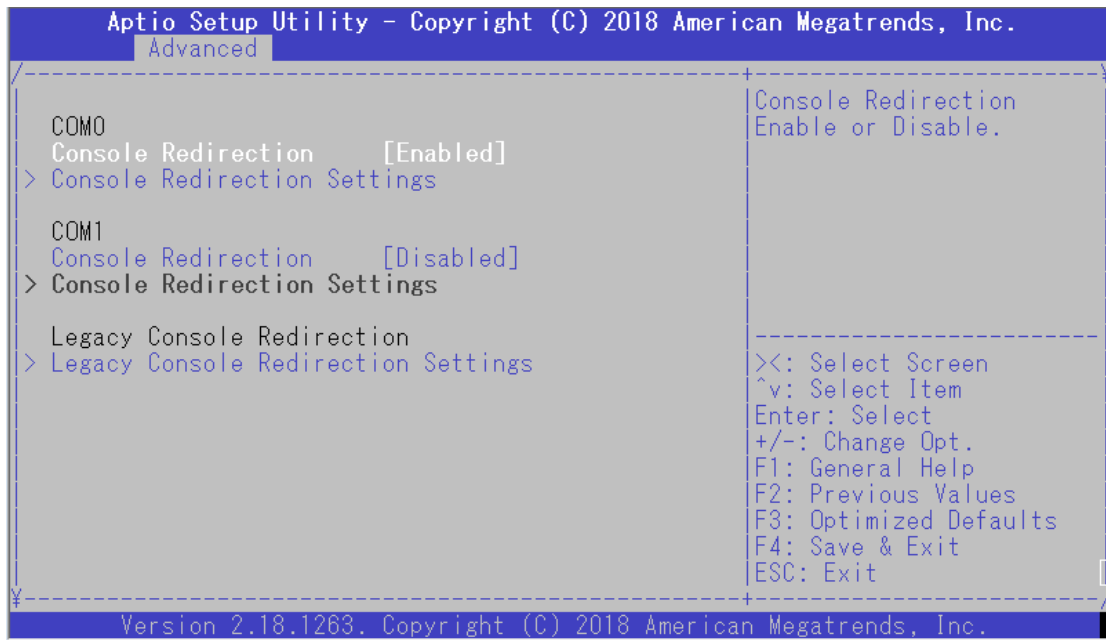 Aptio Setup Utility - Copyright (C) 2018 American Megatrends, Inc.
Advanced
COM0
Console Redirection [Enabled]
> Console Redirection Settings
COM1
Console Redirection [Disabled]
> Console Redirection Settings
Legacy Console Redirection
> Legacy Console Redirection Settings
Console Redirection
Enable or Disable.
><: Select Screen
^v: Select Item
Enter: Select
+/-: Change Opt.
F1: General Help
F2: Previous Values
F3: Optimized Defaults
F4: Save & Exit
ESC: Exit
Version 2.18.1263. Copyright (C) 2018 American Megatrends, Inc.